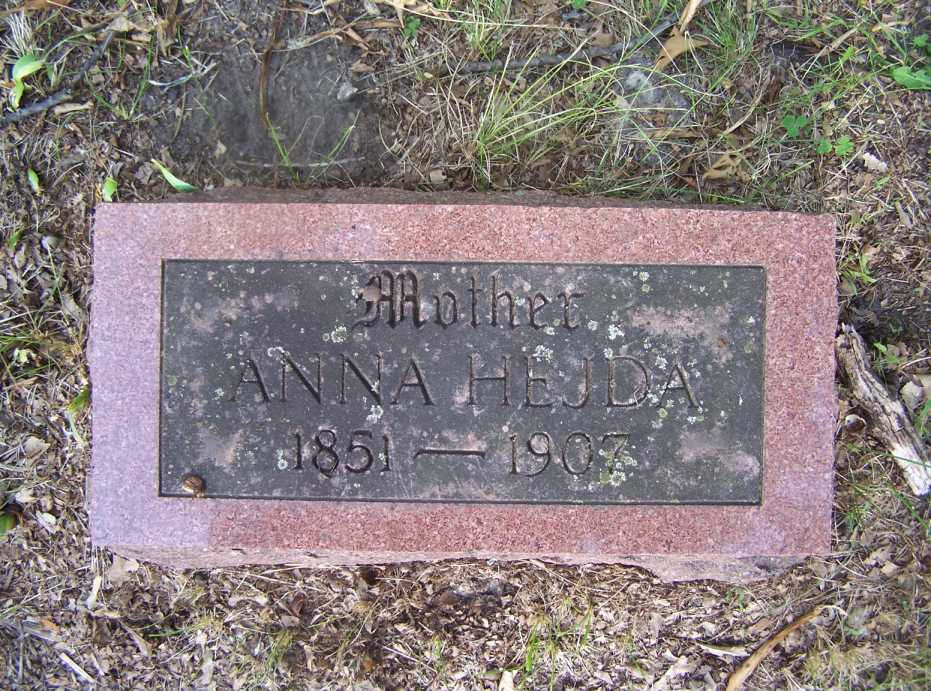 Mother
ANNA HEJDA
1851 — 1907